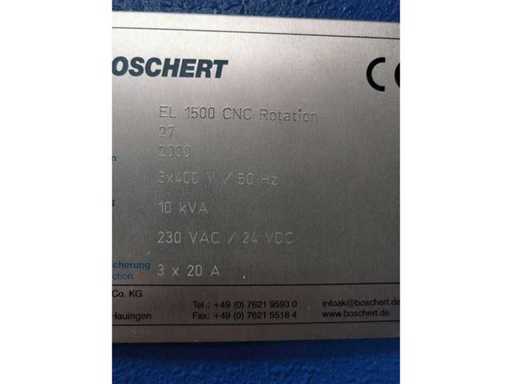 BOSCHERT CE
EL 1500 CNC Rotation
27
2000
3x400 V / 50 Hz
10 kVA
230 VAC / 24 VDC
cherung
ction 3 x 20 A
Co. KG
Tel.: +49 (0) 7621 9593 0 info@boschert.de
Hauingen Fax: +49 (0) 7621 5518 4 www.boschert.de